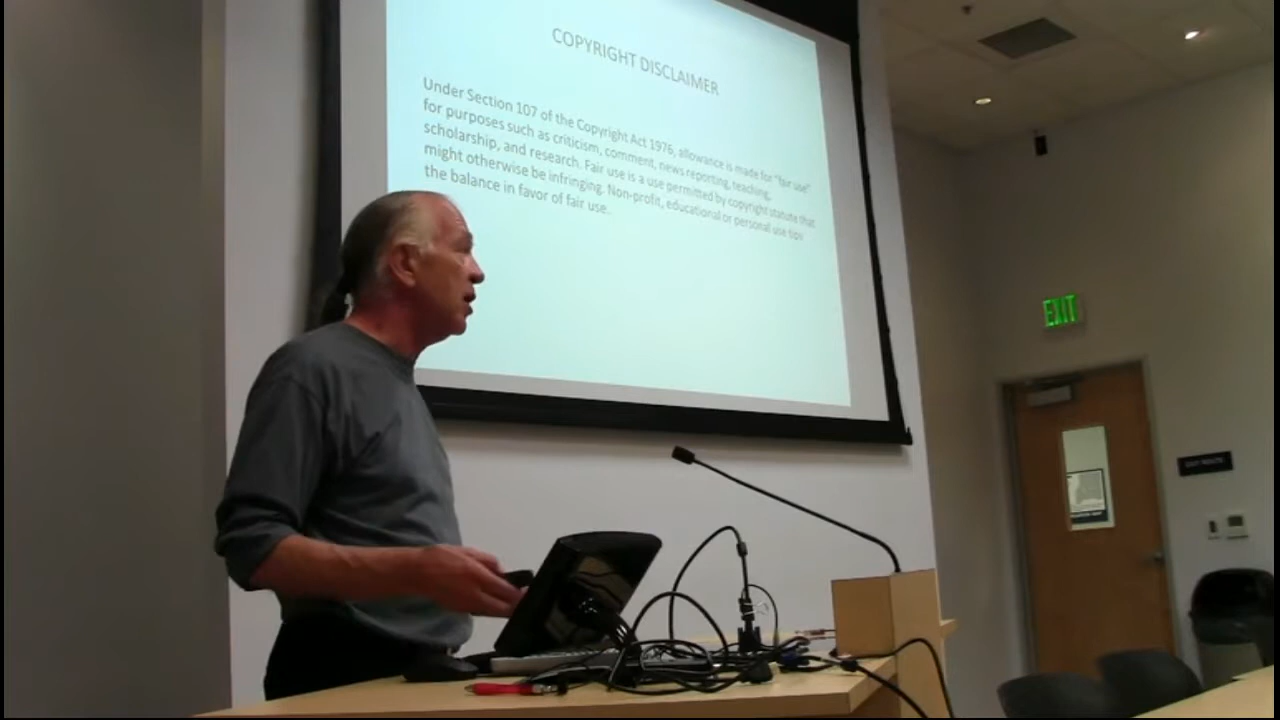 COPYRIGHT DISCLAIMER
Under Section 107 of the Copyright Act 1976, allowance is made for "fair use"
for purposes such as criticism, comment, news reporting, teaching,
scholarship, and research. Fair use is a use permitted by copyright statute that
might otherwise be infringing. Non-profit, educational or personal use tips
the balance in favor of fair use..
EXIT
EXIT ROUTE